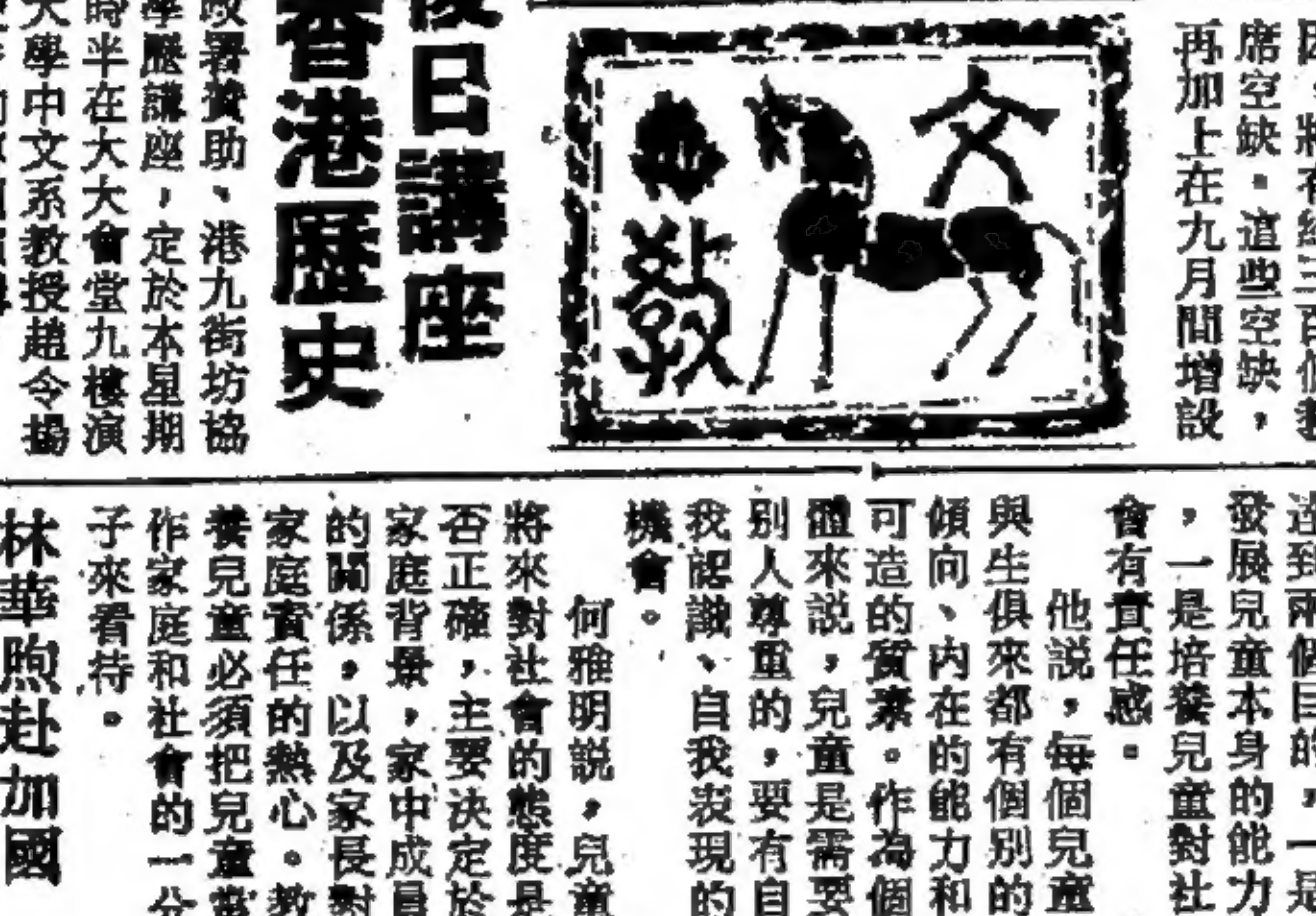 席空缺。這些空缺，
再加上在九月間增設
文
教
後日講座
香港歷史
政署贊助、港九街坊協
學歷講座，定於本星期
時半在大大會堂九樓演
大學中文系教授趙令揚
達到兩個目的，一是
發展兒童本身的能力
，一是培養兒童對社
會有責任感。
他説，每個兒童
與生俱來都有個別的
傾向、内在的能力和
可造的質素。作為個
體來説，兒童是需要
別人尊重的，要有自
我認識、自我表現的
機會。
何雅明説，兒童
將來對社會的態度是
否正確，主要決定於
家庭背景，家中成員
的關係，以及家長對
家庭責任的熱心。教
養兒童必須把兒童當
作家庭和社會的一分
子來看待。
林華煦赴加國